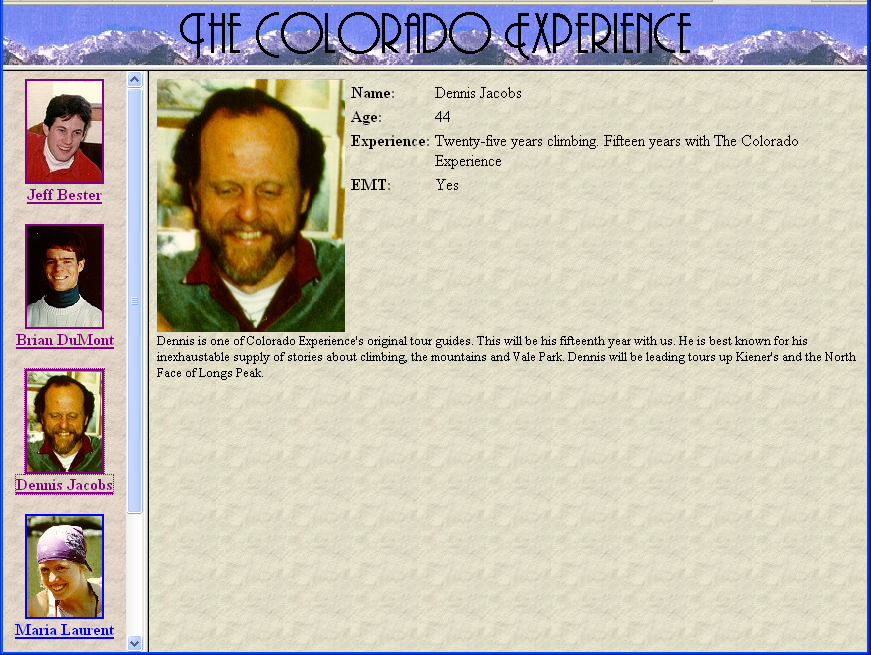 The Colorado Experience
Jeff Bester
Brian DuMont
Dennis Jacobs
Maria Laurent
Name: Dennis Jacobs
Age: 44
Experience: Twenty-five years climbing. Fifteen years with The Colorado
Experience
EMT: Yes
Dennis is one of Colorado Experience's original tour guides. This will be his fifteenth year with us. He is best known for his
inexhaustable supply of stories about climbing, the mountains and Vale Park. Dennis will be leading tours up Kiener's and the North
Face of Longs Peak.